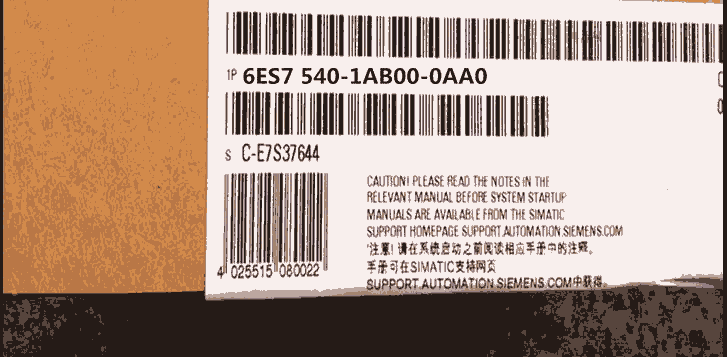 1P 6ES7 540-1AB00-0AA0
S C-E7S37644
CAUTION! PLEASE READ THE NOTES IN THE
RELEVANT MANUAL BEFORE SYSTEM STARTUP
MANUALS ARE AVAILABLE FROM THE SIMATIC
SUPPORT HOMEPAGE SUPPORT.AUTOMATION.SIEMENS.COM
'注意! 请在系统启动之前阅读相应手册中的注释。
手册可在SIMATIC支持网页
SUPPORT.AUTOMATION.SIEMENS.COM中获得。
4 025515 080022